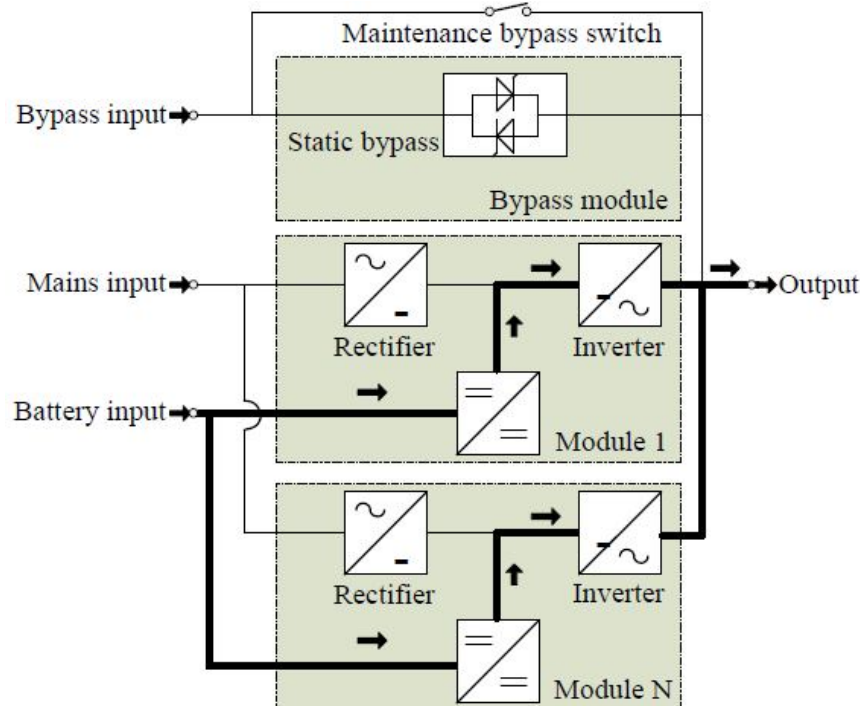 Maintenance bypass switch
Bypass input
Static bypass
Bypass module
Mains input
Rectifier
Inverter
Output
Battery input
Module 1
Rectifier
Inverter
Module N